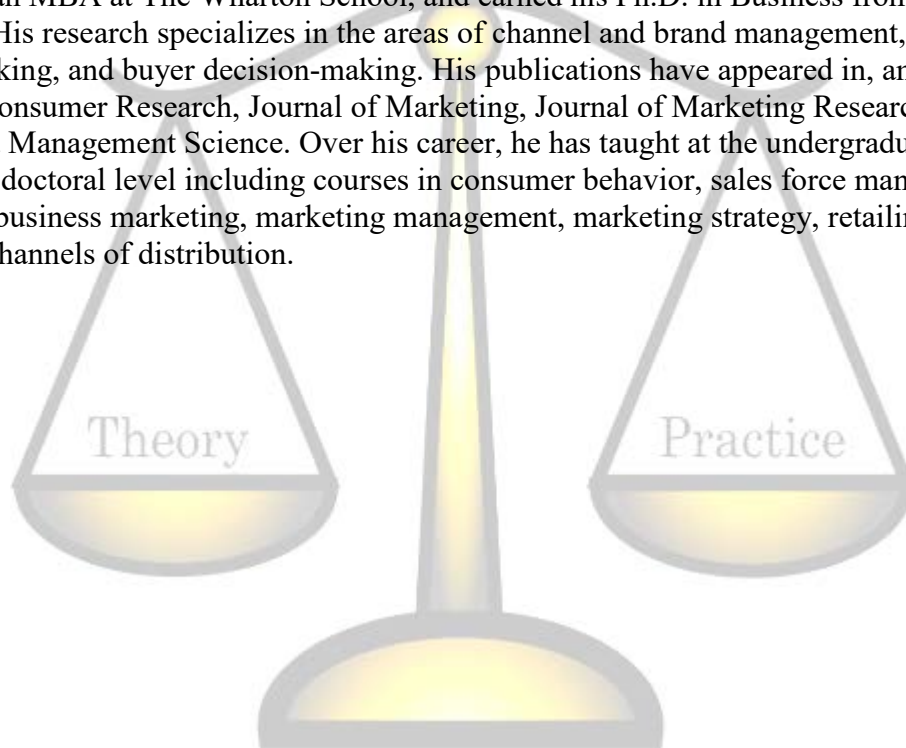 an MBA at The Wharton School, and earned his Ph.D. in Business from
His research specializes in the areas of channel and brand management,
king, and buyer decision-making. His publications have appeared in, an
onsumer Research, Journal of Marketing, Journal of Marketing Researc
Management Science. Over his career, he has taught at the undergradu
doctoral level including courses in consumer behavior, sales force man
business marketing, marketing management, marketing strategy, retailin
hannels of distribution.
Theory Practice